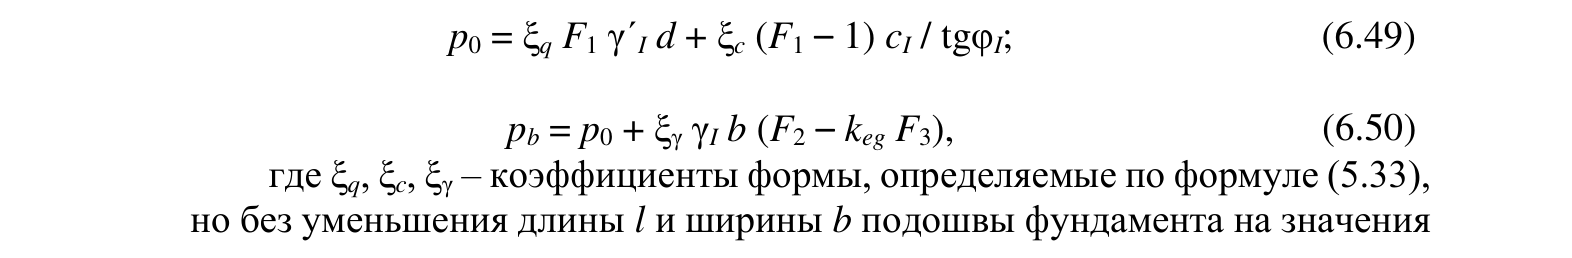 p₀ = ξq F₁ γ′I d + ξc (F₁ − 1) cI / tgφI; (6.49)
pb = p₀ + ξγ γI b (F₂ − keg F₃), (6.50)
где ξq, ξc, ξγ – коэффициенты формы, определяемые по формуле (5.33),
но без уменьшения длины l и ширины b подошвы фундамента на значения